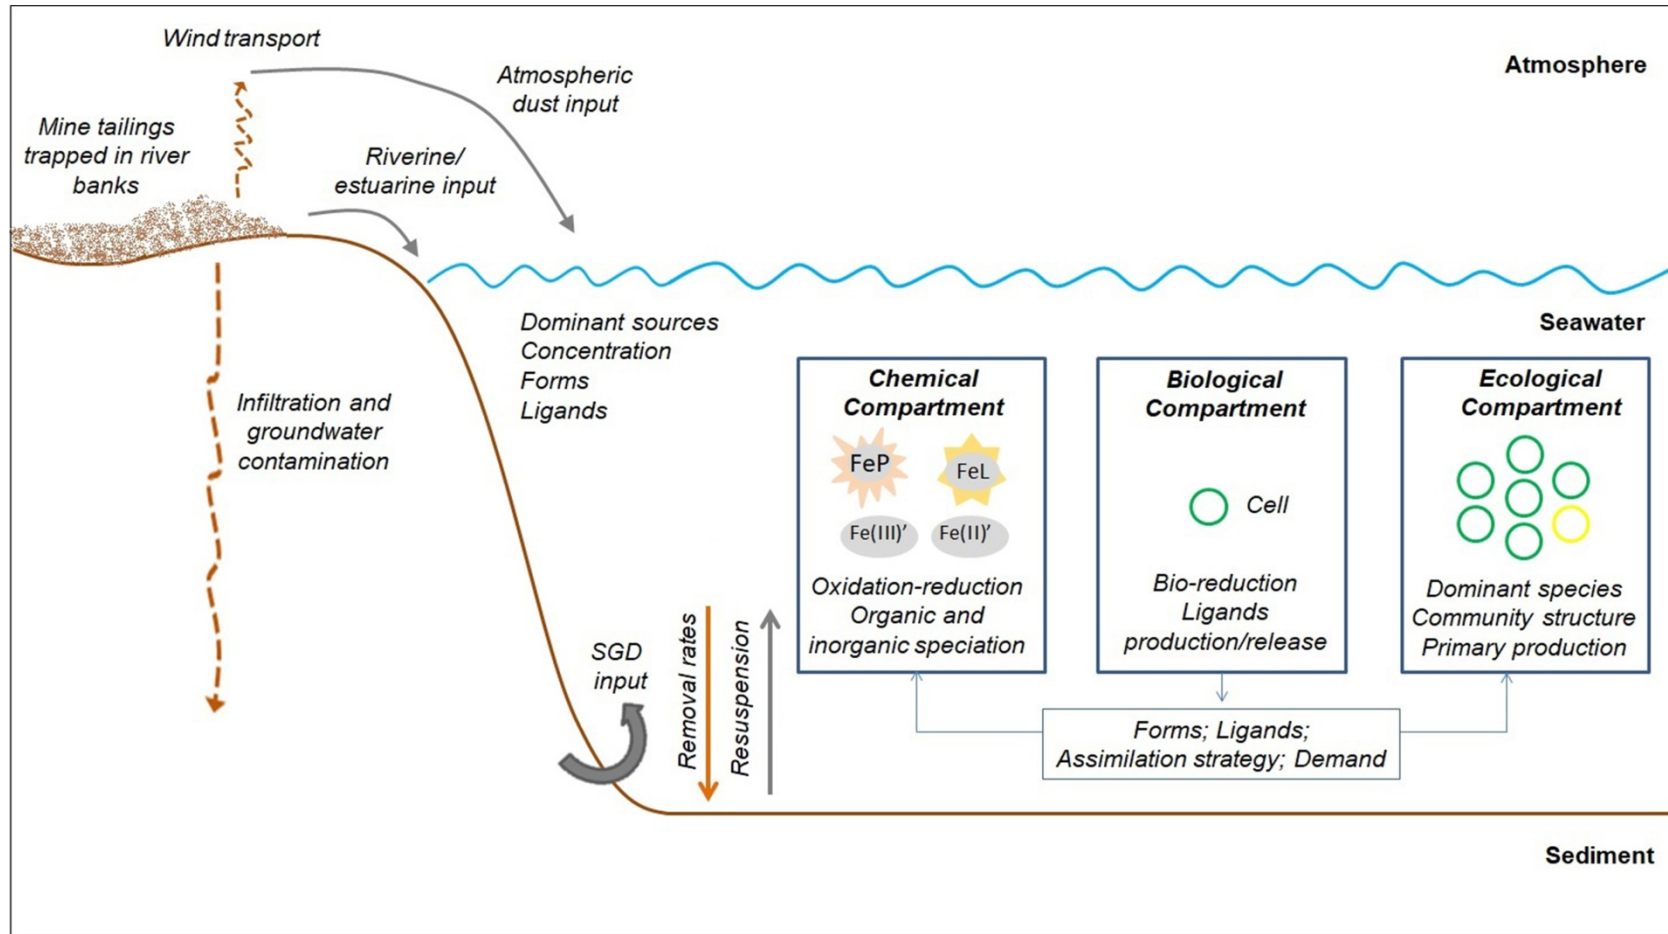 Wind transport
Atmosphere
Atmospheric
dust input
Mine tailings
trapped in river
banks
Riverine/
estuarine input
Seawater
Dominant sources
Concentration
Forms
Ligands
Infiltration and
groundwater
contamination
Chemical
Compartment
FeP
FeL
Fe(III)’
Fe(II)’
Oxidation-reduction
Organic and
inorganic speciation
Biological
Compartment
Cell
Bio-reduction
Ligands
production/release
Ecological
Compartment
Dominant species
Community structure
Primary production
SGD
input
Removal rates
Resuspension
Forms; Ligands;
Assimilation strategy; Demand
Sediment